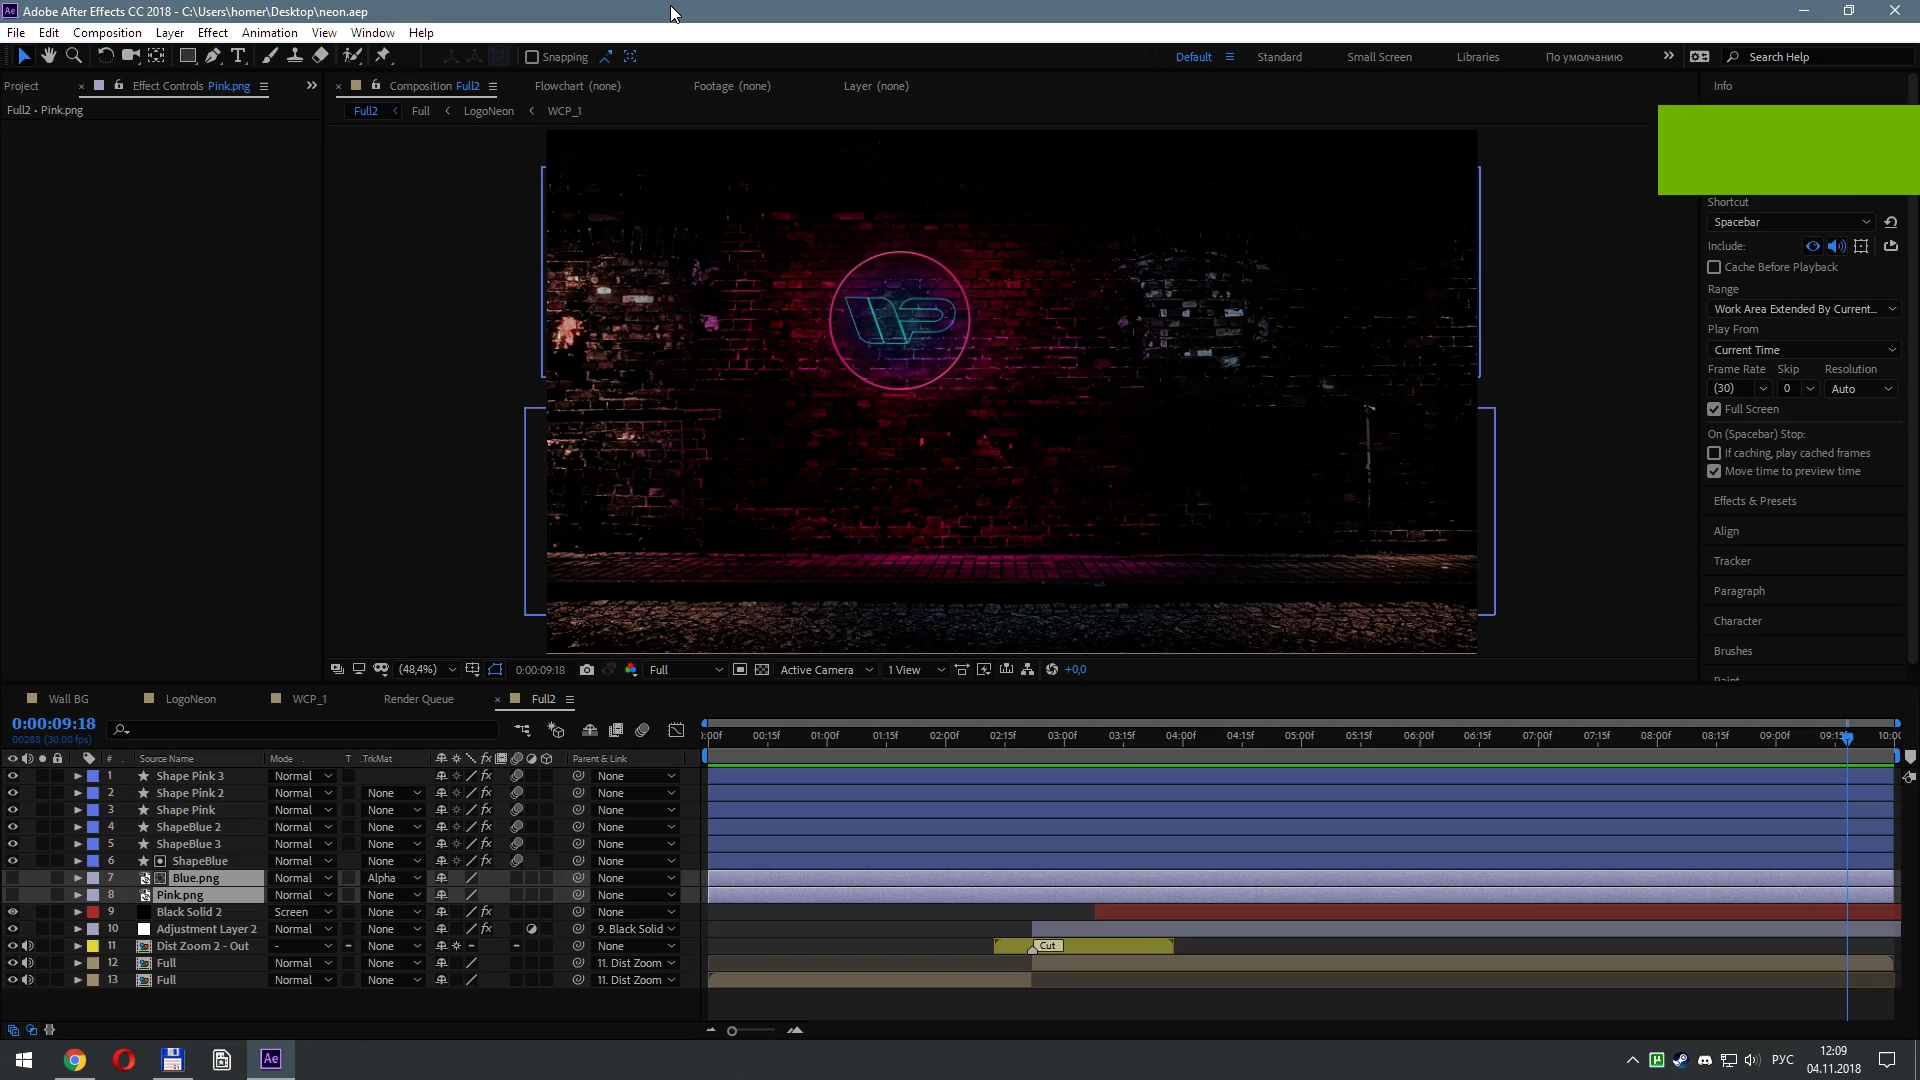 Adobe After Effects CC 2018 - C:\Users\homer\Desktop\neon.aep
File Edit Composition Layer Effect Animation View Window Help
Snapping Default Standard Small Screen Libraries По умолчанию Search Help
Project Effect Controls Pink.png Composition Full2 Flowchart (none) Footage (none) Layer (none) Info
Full2 • Pink.png Full2 Full LogoNeon WCP_1
Shortcut
Spacebar
Include:
Cache Before Playback
Range
Work Area Extended By Current...
Play From
Current Time
Frame Rate Skip Resolution
(30) 0 Auto
Full Screen
On (Spacebar) Stop:
If caching, play cached frames
Move time to preview time
Effects & Presets
Align
Tracker
Paragraph
Character
Brushes
Paint
(48,4%) 0:00:09:18 Full Active Camera 1 View +0,0
Wall BG LogoNeon WCP_1 Render Queue Full2
0:00:09:18
00288 (30.00 fps)
):00f 00:15f 01:00f 01:15f 02:00f 02:15f 03:00f 03:15f 04:00f 04:15f 05:00f 05:15f 06:00f 06:15f 07:00f 07:15f 08:00f 08:15f 09:00f 09:15f 10:00
# Source Name Mode T .TrkMat Parent & Link
1 Shape Pink 3 Normal None
2 Shape Pink 2 Normal None None
3 Shape Pink Normal None None
4 ShapeBlue 2 Normal None None
5 ShapeBlue 3 Normal None None
6 ShapeBlue Normal None None
7 Blue.png Normal Alpha None
8 Pink.png Normal None None
9 Black Solid 2 Screen None None
10 Adjustment Layer 2 Normal None 9. Black Solid
11 Dist Zoom 2 - Out - None None Cut
12 Full Normal None 11. Dist Zoom
13 Full Normal None 11. Dist Zoom
Ae РУС 12:09
04.11.2018